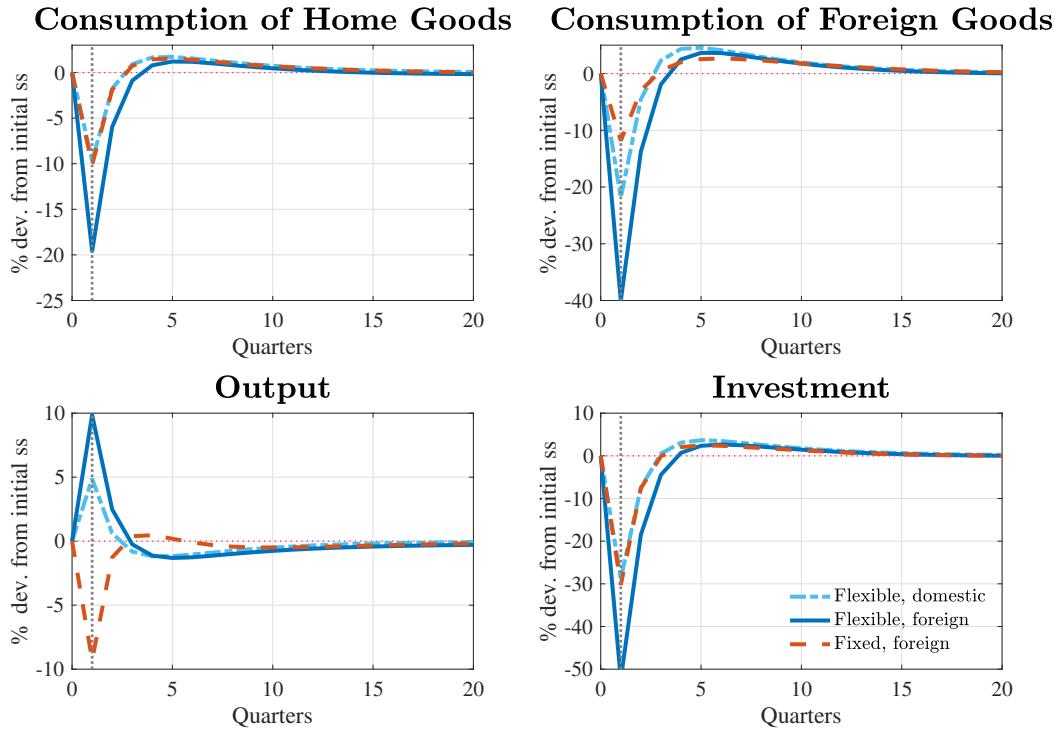 Consumption of Home Goods
% dev. from initial ss
0
-5
-10
-15
-20
-25
0 5 10 15 20
Quarters
Consumption of Foreign Goods
% dev. from initial ss
0
-10
-20
-30
-40
0 5 10 15 20
Quarters
Output
% dev. from initial ss
10
5
0
-5
-10
0 5 10 15 20
Quarters
Investment
% dev. from initial ss
10
0
-10
-20
-30
-40
-50
0 5 10 15 20
Quarters
Flexible, domestic
Flexible, foreign
Fixed, foreign